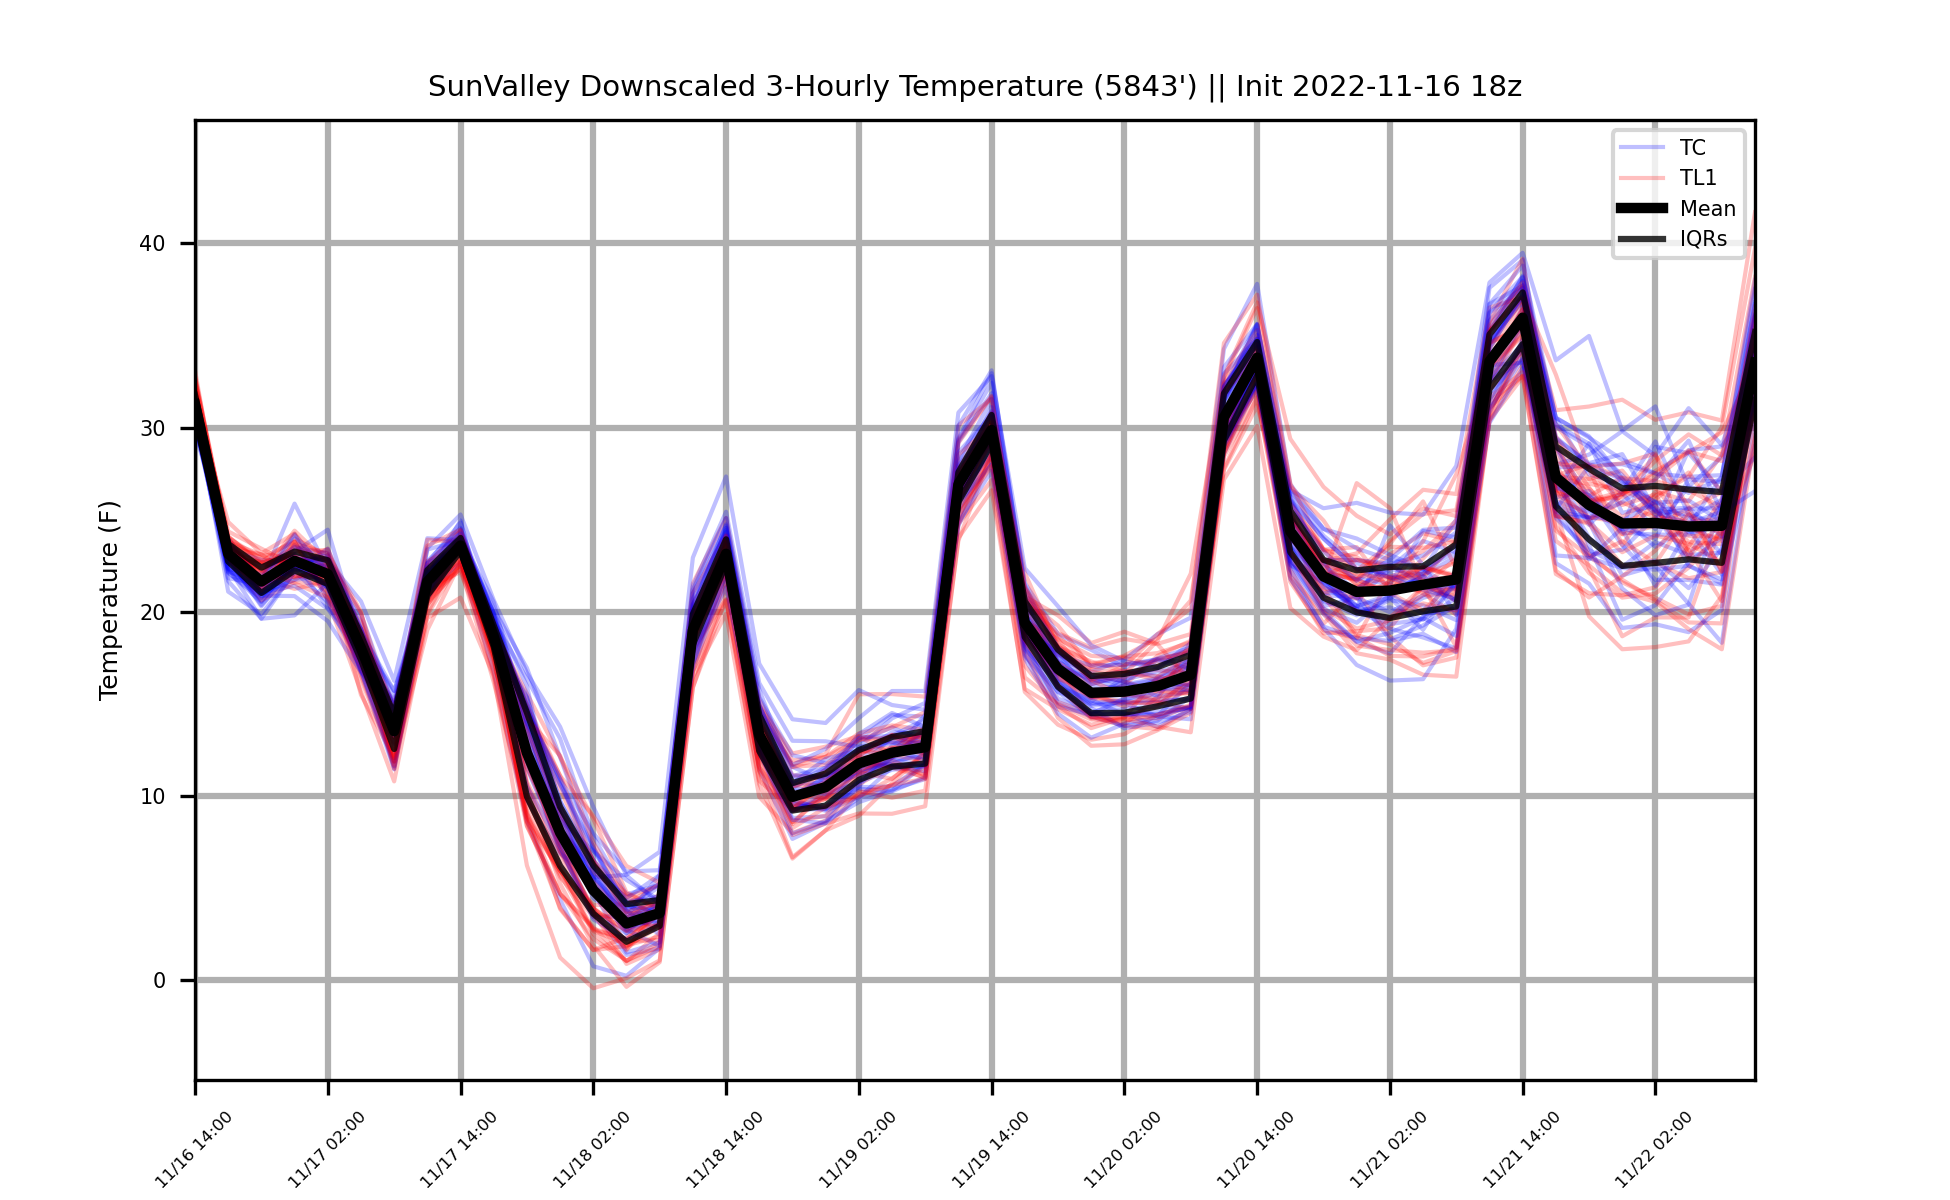 SunValley Downscaled 3-Hourly Temperature (5843') || Init 2022-11-16 18z
TC
TL1
Mean
IQRs
Temperature (F)
40
30
20
10
0
11/16 14:00
11/17 02:00
11/17 14:00
11/18 02:00
11/18 14:00
11/19 02:00
11/19 14:00
11/20 02:00
11/20 14:00
11/21 02:00
11/21 14:00
11/22 02:00